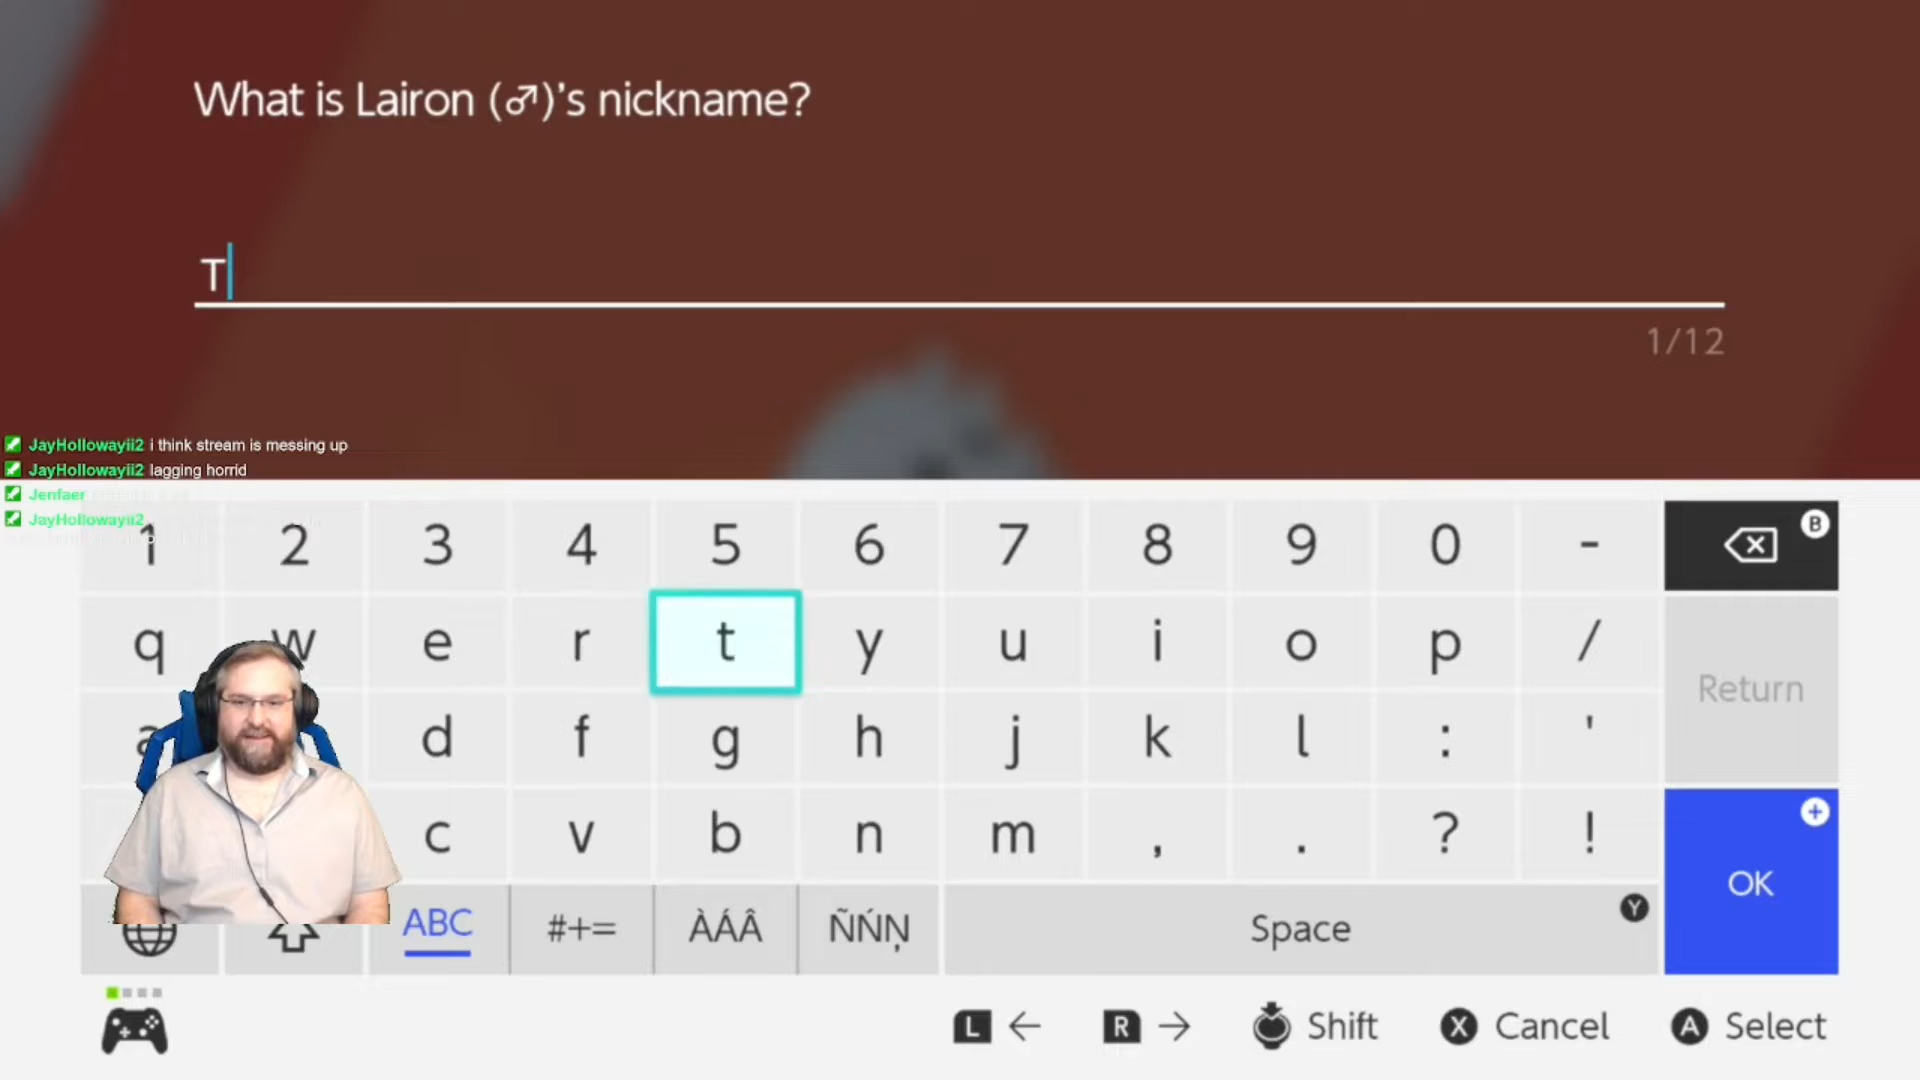 What is Lairon (♂)'s nickname?
T
1/12
JayHollowayii2 i think stream is messing up
JayHollowayii2 lagging horrid
Jenfaer
JayHollowayii2
1 2 3 4 5 6 7 8 9 0 - B
q w e r t y u i o p /
Return
a d f g h j k l : '
c v b n m , . ? ! +
OK
ABC #+= ÀÁÂ ÑŃŅ Space Y
L ← R → Shift X Cancel A Select